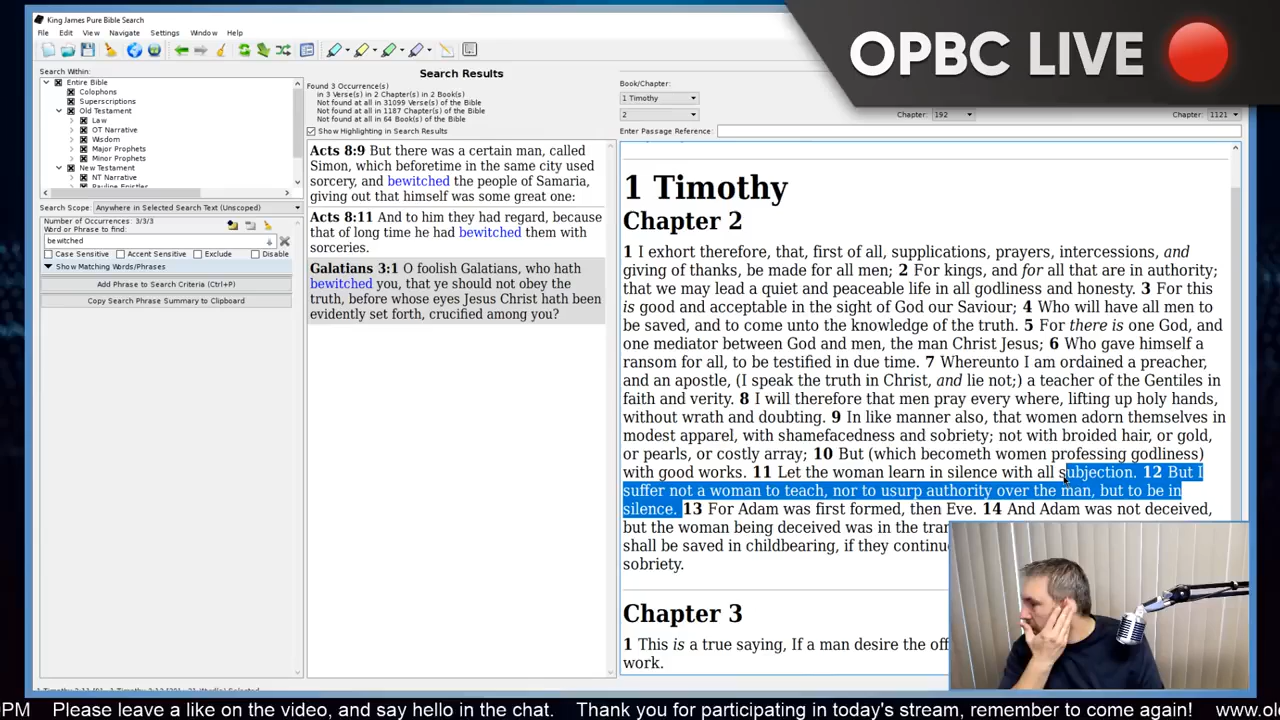 King James Pure Bible Search
File Edit View Navigate Settings Window Help
OPBC LIVE
Search Within:
Entire Bible
Colophons
Superscriptions
Old Testament
Law
OT Narrative
Wisdom
Major Prophets
Minor Prophets
New Testament
NT Narrative
Pauline Epistles
Search Scope: Anywhere in Selected Search Text (Unscoped)
Number of Occurrences: 3/3/3
Word or Phrase to find:
bewitched
Case Sensitive Accent Sensitive Exclude Disable
Show Matching Words/Phrases
Add Phrase to Search Criteria (Ctrl+P)
Copy Search Phrase Summary to Clipboard
Search Results
Found 3 Occurrence(s)
in 3 Verse(s) in 2 Chapter(s) in 2 Book(s)
Not found at all in 31099 Verse(s) of the Bible
Not found at all in 1187 Chapter(s) of the Bible
Not found at all in 64 Book(s) of the Bible
Show Highlighting in Search Results
Acts 8:9 But there was a certain man, called
Simon, which beforetime in the same city used
sorcery, and bewitched the people of Samaria,
giving out that himself was some great one:
Acts 8:11 And to him they had regard, because
that of long time he had bewitched them with
sorceries.
Galatians 3:1 O foolish Galatians, who hath
bewitched you, that ye should not obey the
truth, before whose eyes Jesus Christ hath been
evidently set forth, crucified among you?
Book/Chapter:
1 Timothy
2
Chapter: 192
Chapter: 1121
Enter Passage Reference:
1 Timothy
Chapter 2
1 I exhort therefore, that, first of all, supplications, prayers, intercessions, and
giving of thanks, be made for all men; 2 For kings, and for all that are in authority;
that we may lead a quiet and peaceable life in all godliness and honesty. 3 For this
is good and acceptable in the sight of God our Saviour; 4 Who will have all men to
be saved, and to come unto the knowledge of the truth. 5 For there is one God, and
one mediator between God and men, the man Christ Jesus; 6 Who gave himself a
ransom for all, to be testified in due time. 7 Whereunto I am ordained a preacher,
and an apostle, (I speak the truth in Christ, and lie not;) a teacher of the Gentiles in
faith and verity. 8 I will therefore that men pray every where, lifting up holy hands,
without wrath and doubting. 9 In like manner also, that women adorn themselves in
modest apparel, with shamefacedness and sobriety; not with broided hair, or gold,
or pearls, or costly array; 10 But (which becometh women professing godliness)
with good works. 11 Let the woman learn in silence with all subjection. 12 But I
suffer not a woman to teach, nor to usurp authority over the man, but to be in
silence. 13 For Adam was first formed, then Eve. 14 And Adam was not deceived,
but the woman being deceived was in the tran
shall be saved in childbearing, if they continue
sobriety.
Chapter 3
1 This is a true saying, If a man desire the off
work.
PM Please leave a like on the video, and say hello in the chat. Thank you for participating in today's stream, remember to come again! www.ol